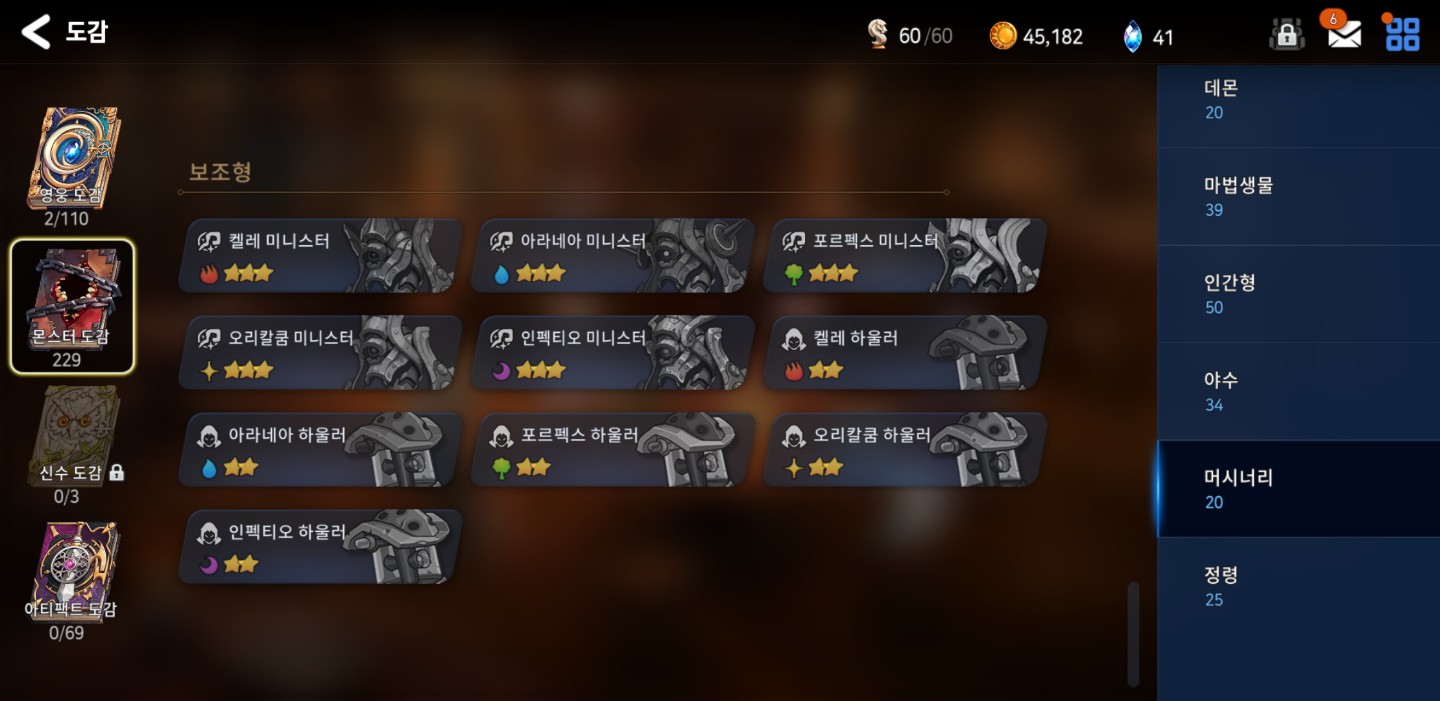 도감
60/60
45,182
41
6
영웅 도감
2/110
몬스터 도감
229
신수 도감
0/3
아티팩트 도감
0/69
보조형
켈레 미니스터
아라네아 미니스터
포르펙스 미니스터
오리칼쿰 미니스터
인펙티오 미니스터
켈레 하울러
아라네아 하울러
포르펙스 하울러
오리칼쿰 하울러
인펙티오 하울러
데몬
20
마법생물
39
인간형
50
야수
34
머시너리
20
정령
25